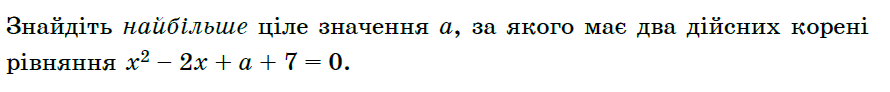 Знайдіть найбільше ціле значення a, за якого має два дійсних корені
рівняння x² − 2x + a + 7 = 0.